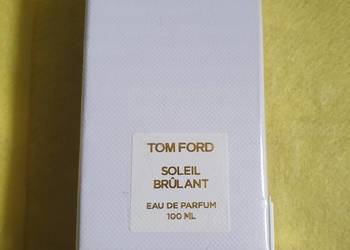 TOM FORD
SOLEIL
BRÛLANT
EAU DE PARFUM
100 ML